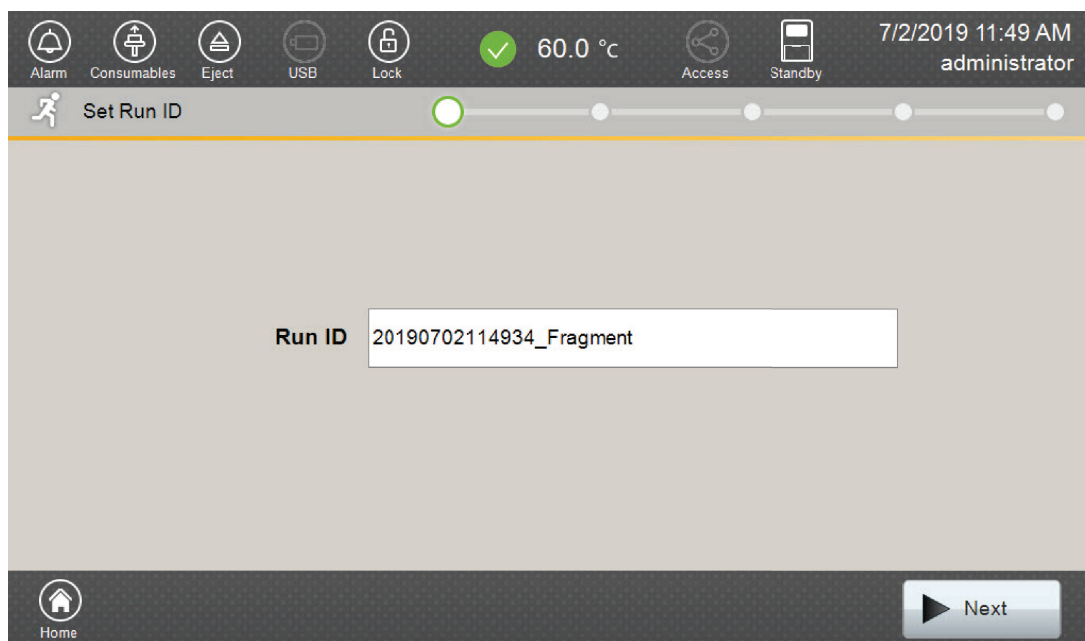 7/2/2019 11:49 AM
60.0 °c
administrator
Alarm Consumables Eject USB Lock Access Standby
Set Run ID
Run ID 20190702114934_Fragment
Next
Home